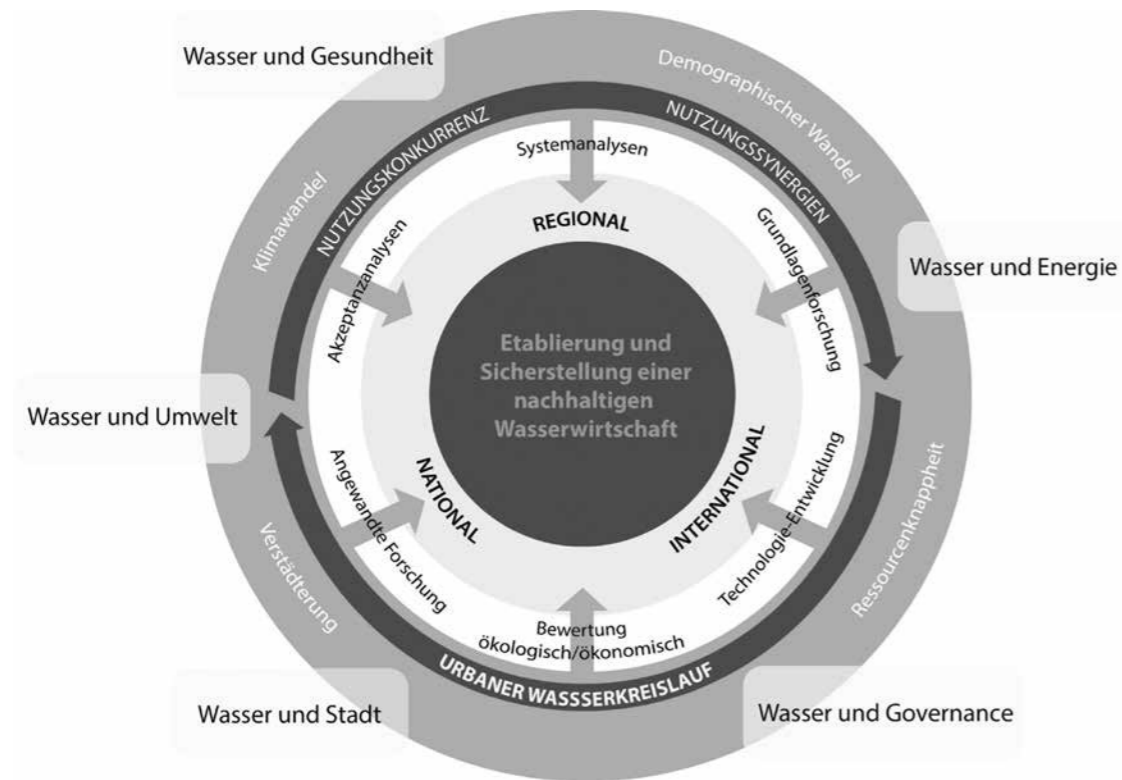 Wasser und Gesundheit
Demographischer Wandel
NUTZUNGSKONKURRENZ
NUTZUNGSSYNERGIEN
Systemanalysen
Klimawandel
REGIONAL
Akzeptanzanalysen
Grundlagenforschung
Wasser und Energie
Etablierung und
Sicherstellung einer
nachhaltigen
Wasserwirtschaft
Wasser und Umwelt
NATIONAL
INTERNATIONAL
Angewandte Forschung
Technologie-Entwicklung
Verstädterung
Ressourcenknappheit
Bewertung
ökologisch/ökonomisch
URBANER WASSSERKREISLAUF
Wasser und Stadt
Wasser und Governance